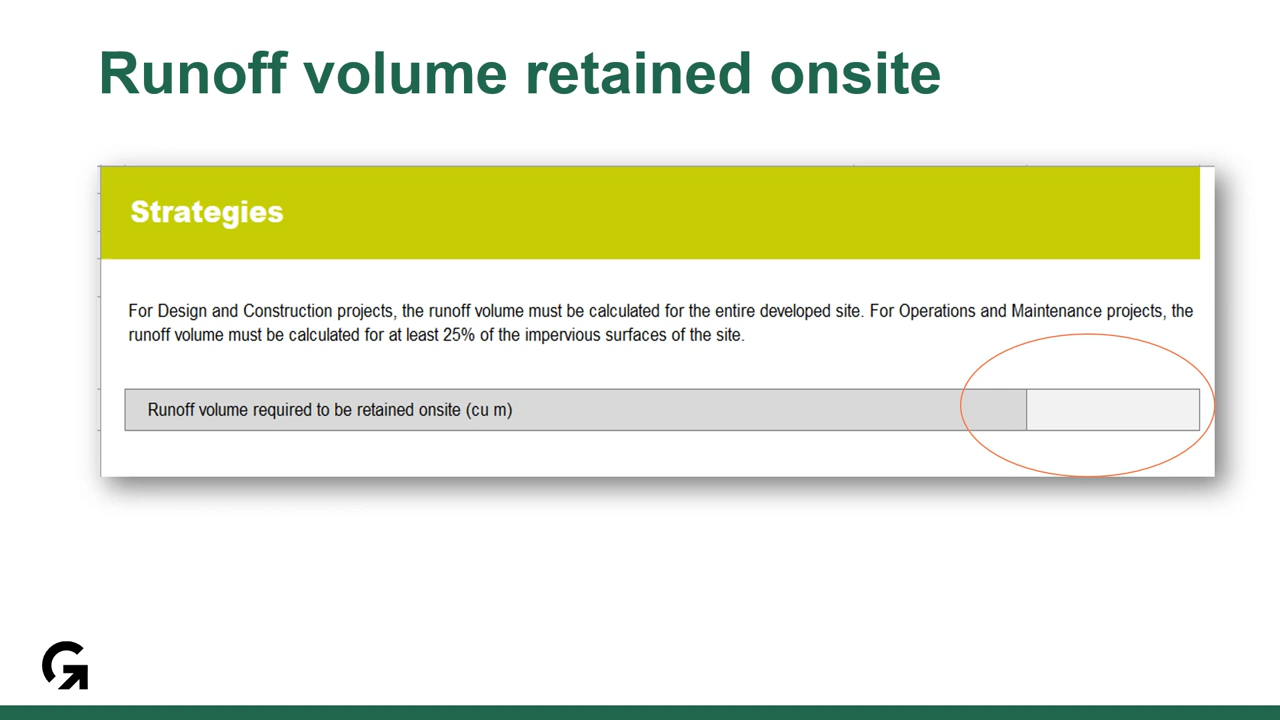 Runoff volume retained onsite
Strategies
For Design and Construction projects, the runoff volume must be calculated for the entire developed site. For Operations and Maintenance projects, the
runoff volume must be calculated for at least 25% of the impervious surfaces of the site.
Runoff volume required to be retained onsite (cu m)